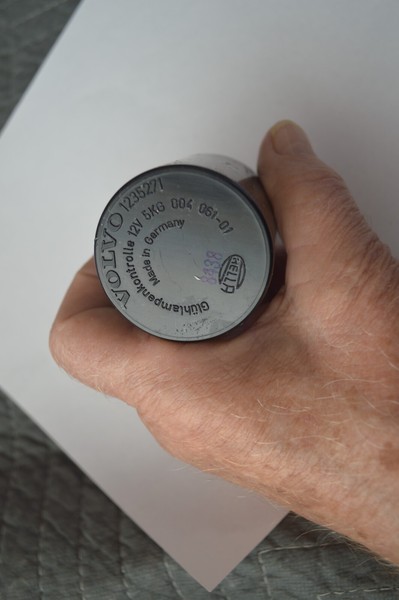 VOLVO 1235271
Glühlampenkontrolle 12V 5KG 004 061-01
Made in Germany
HELLA